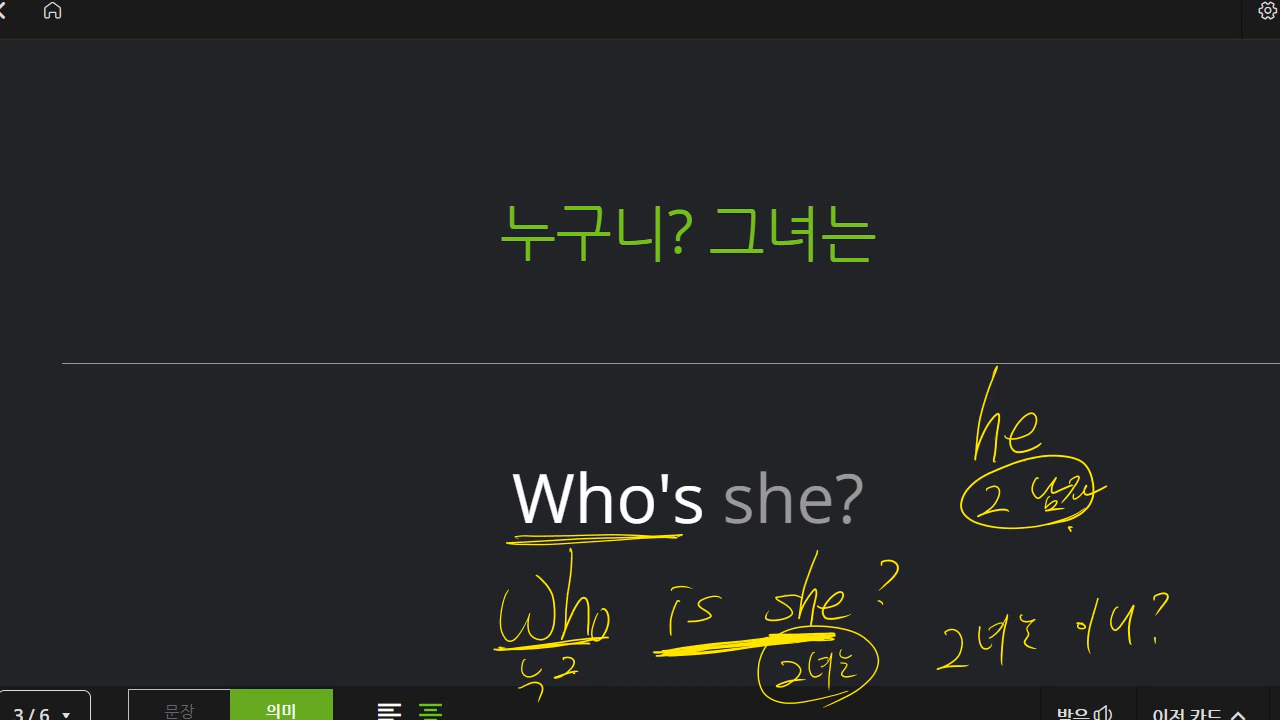 누구니? 그녀는
he
그 남자
Who's she?
Who is she?
누구
그녀는
그녀는 이니?
3 / 6
문장
의미
발음
이전 카드